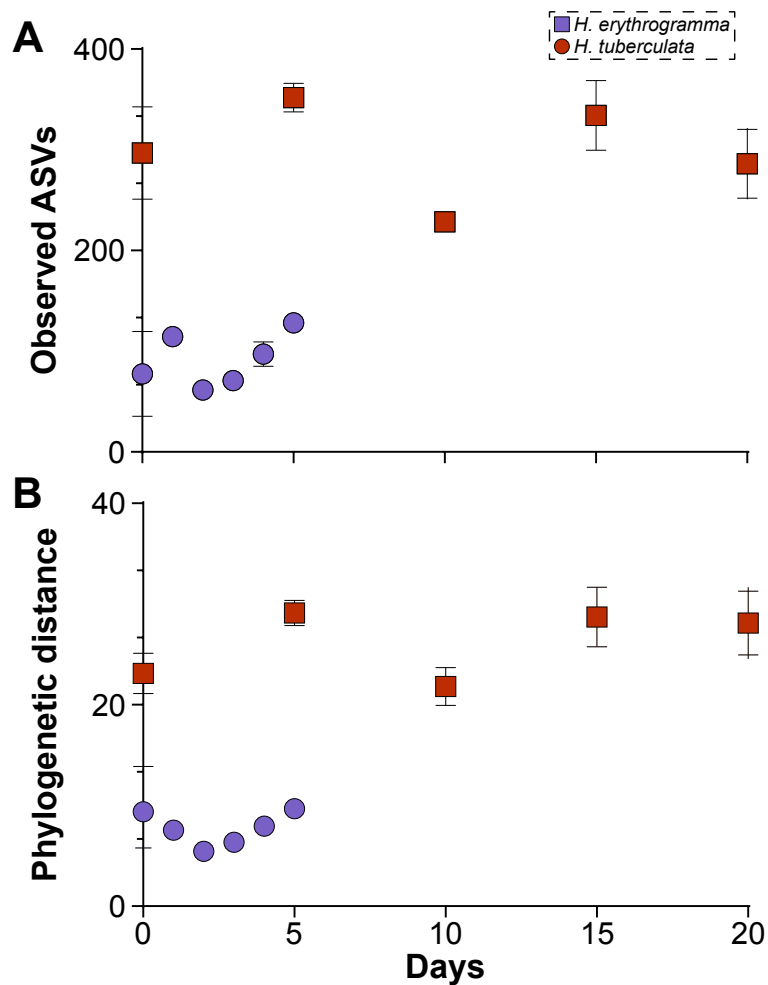 A
H. erythrogramma
H. tuberculata
400
200
0
Observed ASVs
B
40
20
0
Phylogenetic distance
0 5 10 15 20
Days